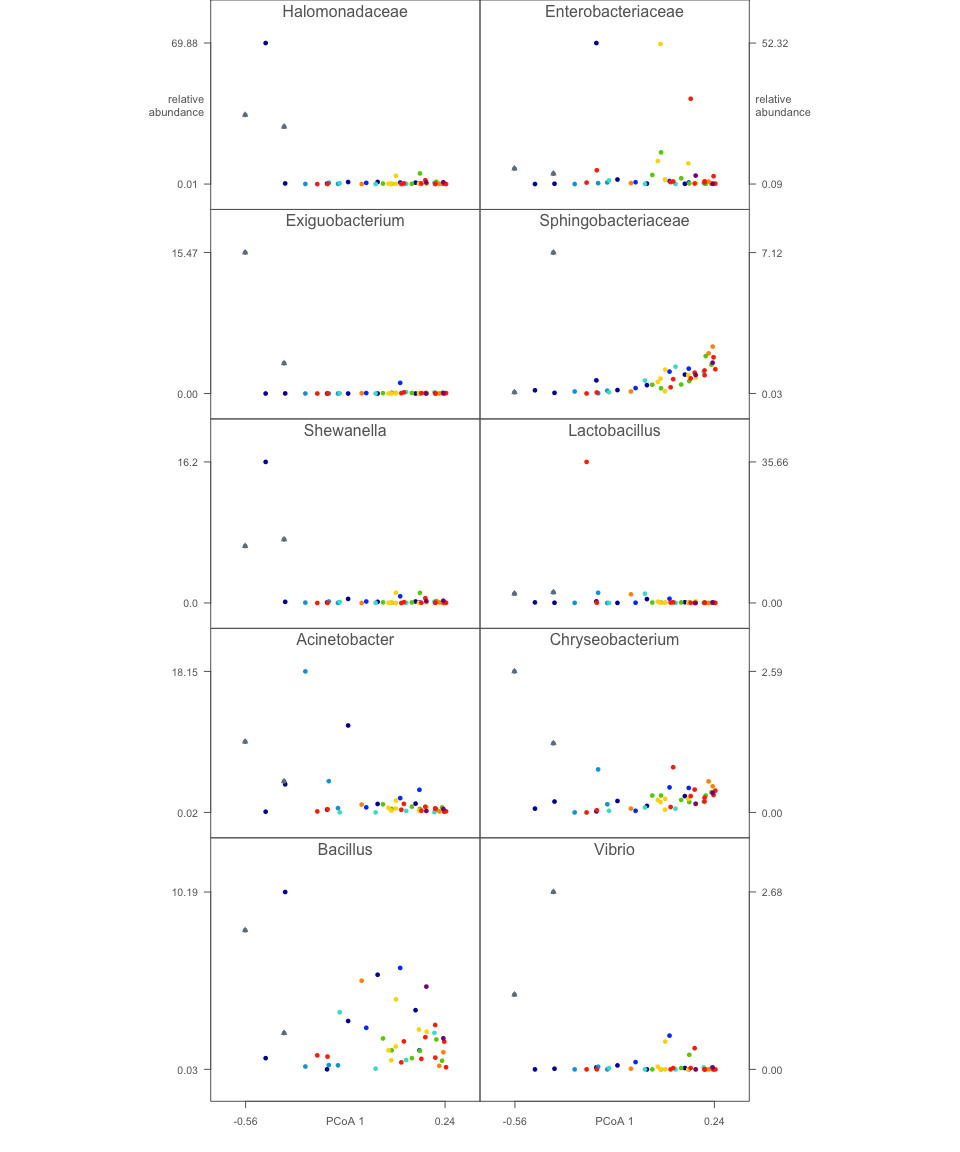 Halomonadaceae
Enterobacteriaceae
69.88
52.32
relative
abundance
relative
abundance
0.01
0.09
Exiguobacterium
Sphingobacteriaceae
15.47
7.12
0.00
0.03
Shewanella
Lactobacillus
16.2
35.66
0.0
0.00
Acinetobacter
Chryseobacterium
18.15
2.59
0.02
0.00
Bacillus
Vibrio
10.19
2.68
0.03
0.00
-0.56 PCoA 1 0.24
-0.56 PCoA 1 0.24